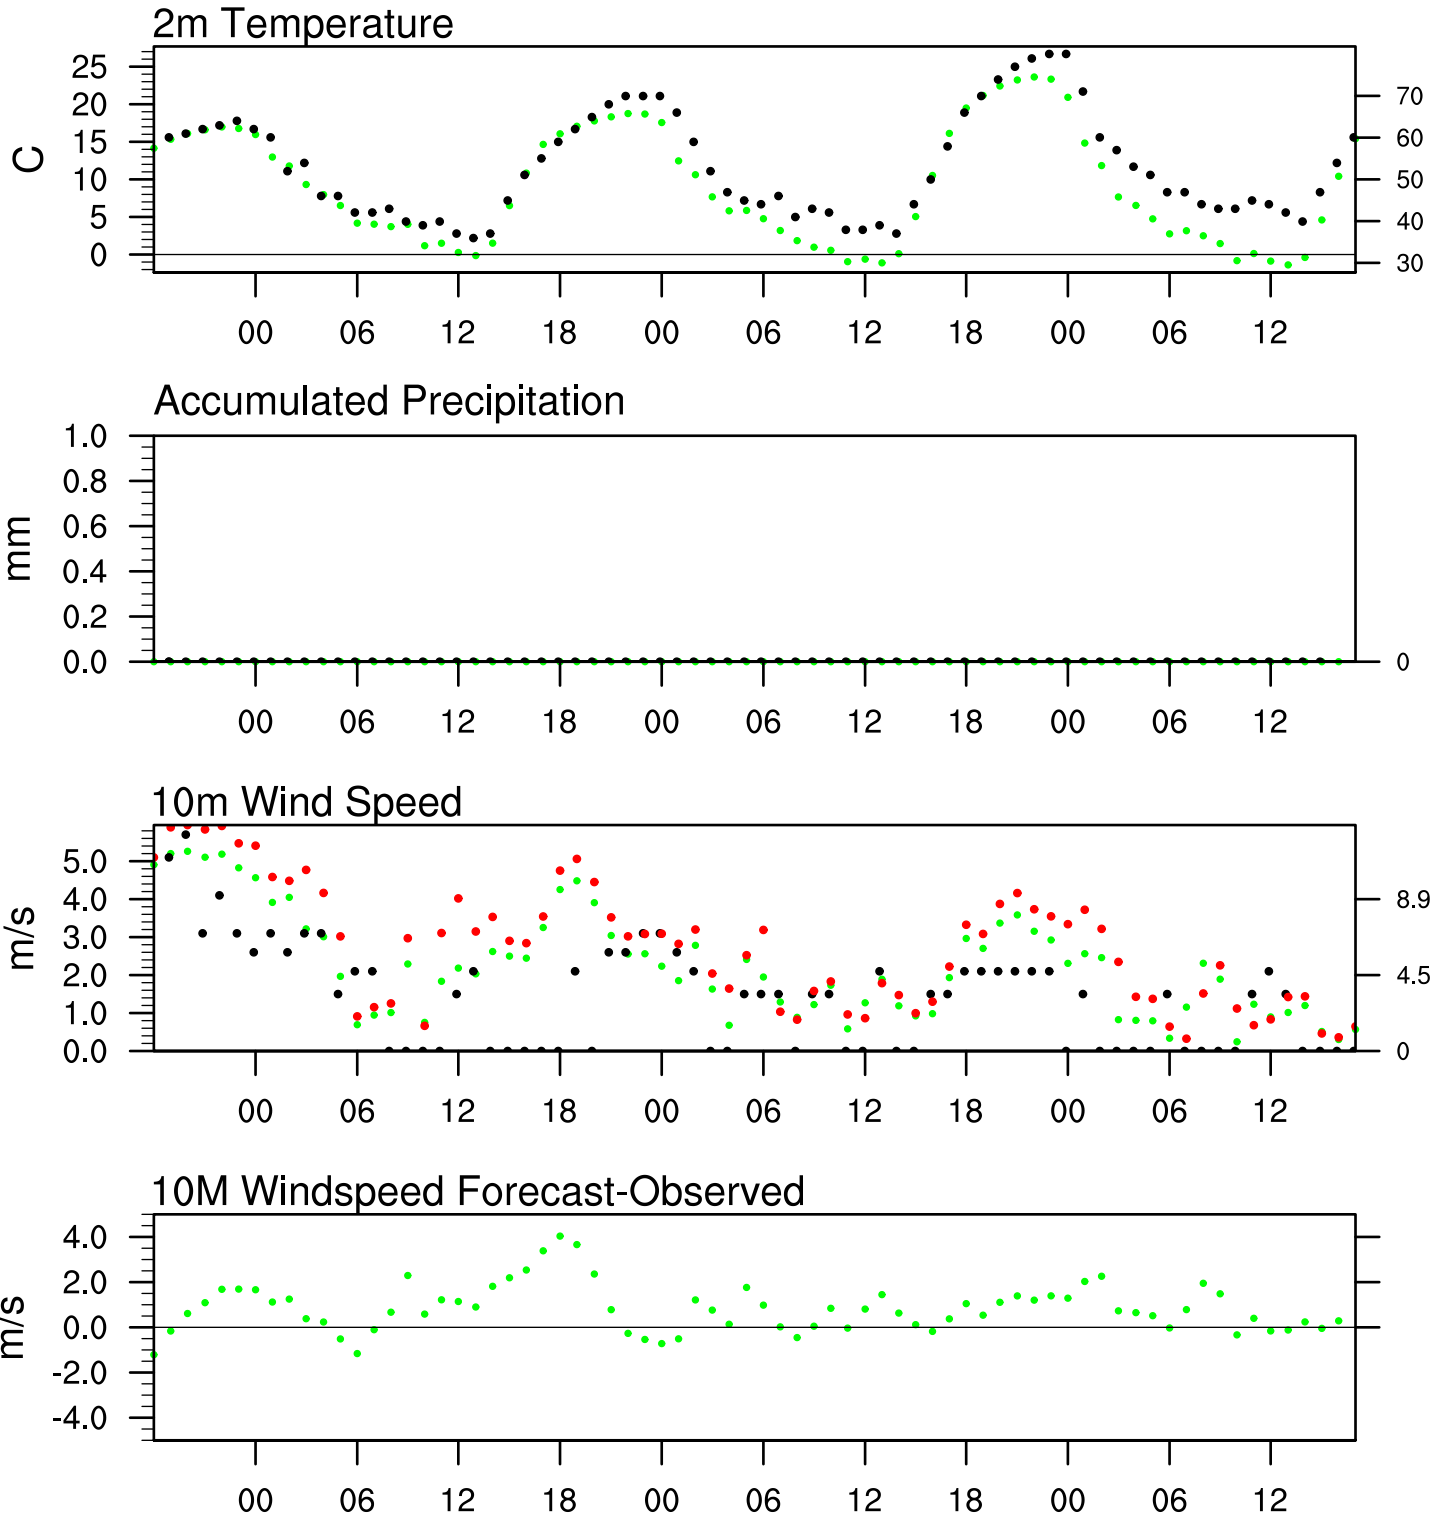 2m Temperature
25
20
15
10
5
0
C
70
60
50
40
30
00 06 12 18 00 06 12 18 00 06 12
Accumulated Precipitation
1.0
0.8
0.6
0.4
0.2
0.0
mm
0
00 06 12 18 00 06 12 18 00 06 12
10m Wind Speed
5.0
4.0
3.0
2.0
1.0
0.0
m/s
8.9
4.5
0
00 06 12 18 00 06 12 18 00 06 12
10M Windspeed Forecast-Observed
4.0
2.0
0.0
-2.0
-4.0
m/s
00 06 12 18 00 06 12 18 00 06 12